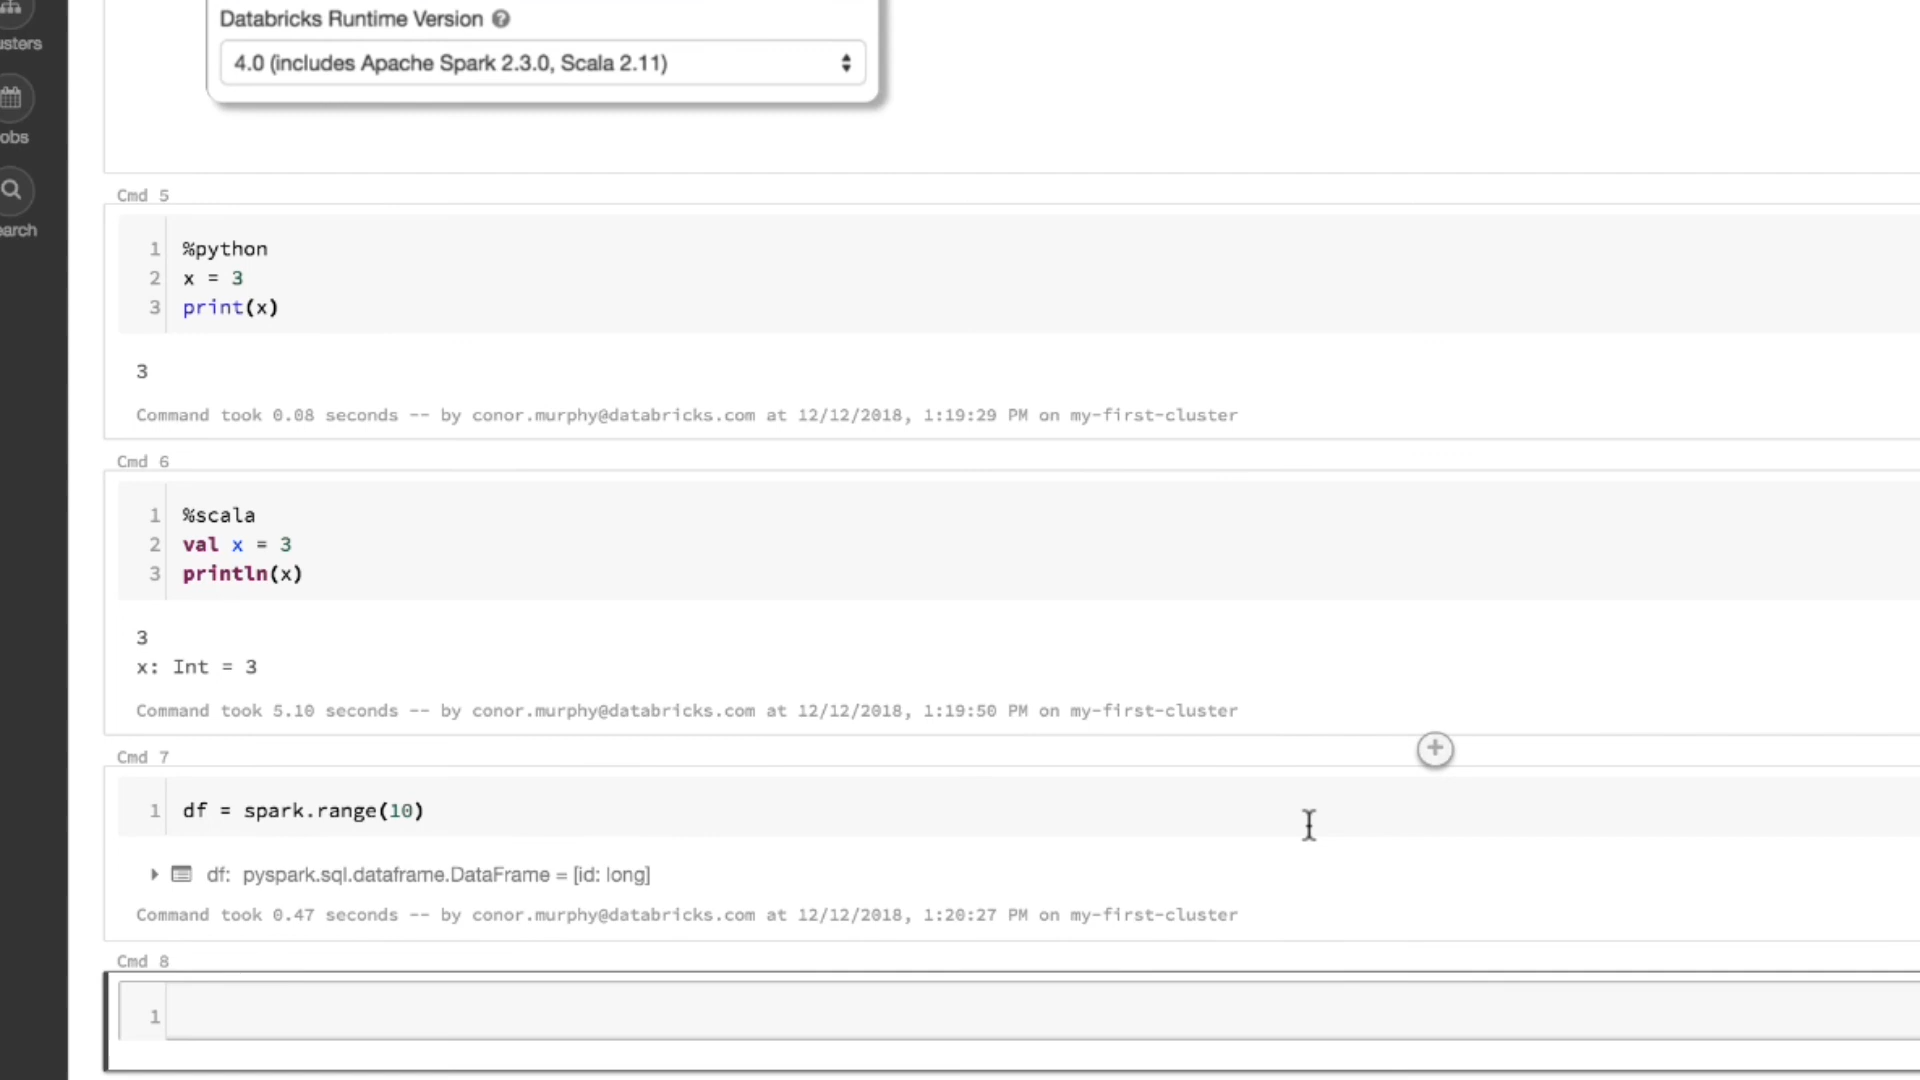 Databricks Runtime Version ?
4.0 (includes Apache Spark 2.3.0, Scala 2.11)
usters
obs
earch
Cmd 5
1 %python
2 x = 3
3 print(x)
3
Command took 0.08 seconds -- by conor.murphy@databricks.com at 12/12/2018, 1:19:29 PM on my-first-cluster
Cmd 6
1 %scala
2 val x = 3
3 println(x)
3
x: Int = 3
Command took 5.10 seconds -- by conor.murphy@databricks.com at 12/12/2018, 1:19:50 PM on my-first-cluster
Cmd 7
1 df = spark.range(10)
df: pyspark.sql.dataframe.DataFrame = [id: long]
Command took 0.47 seconds -- by conor.murphy@databricks.com at 12/12/2018, 1:20:27 PM on my-first-cluster
Cmd 8
1